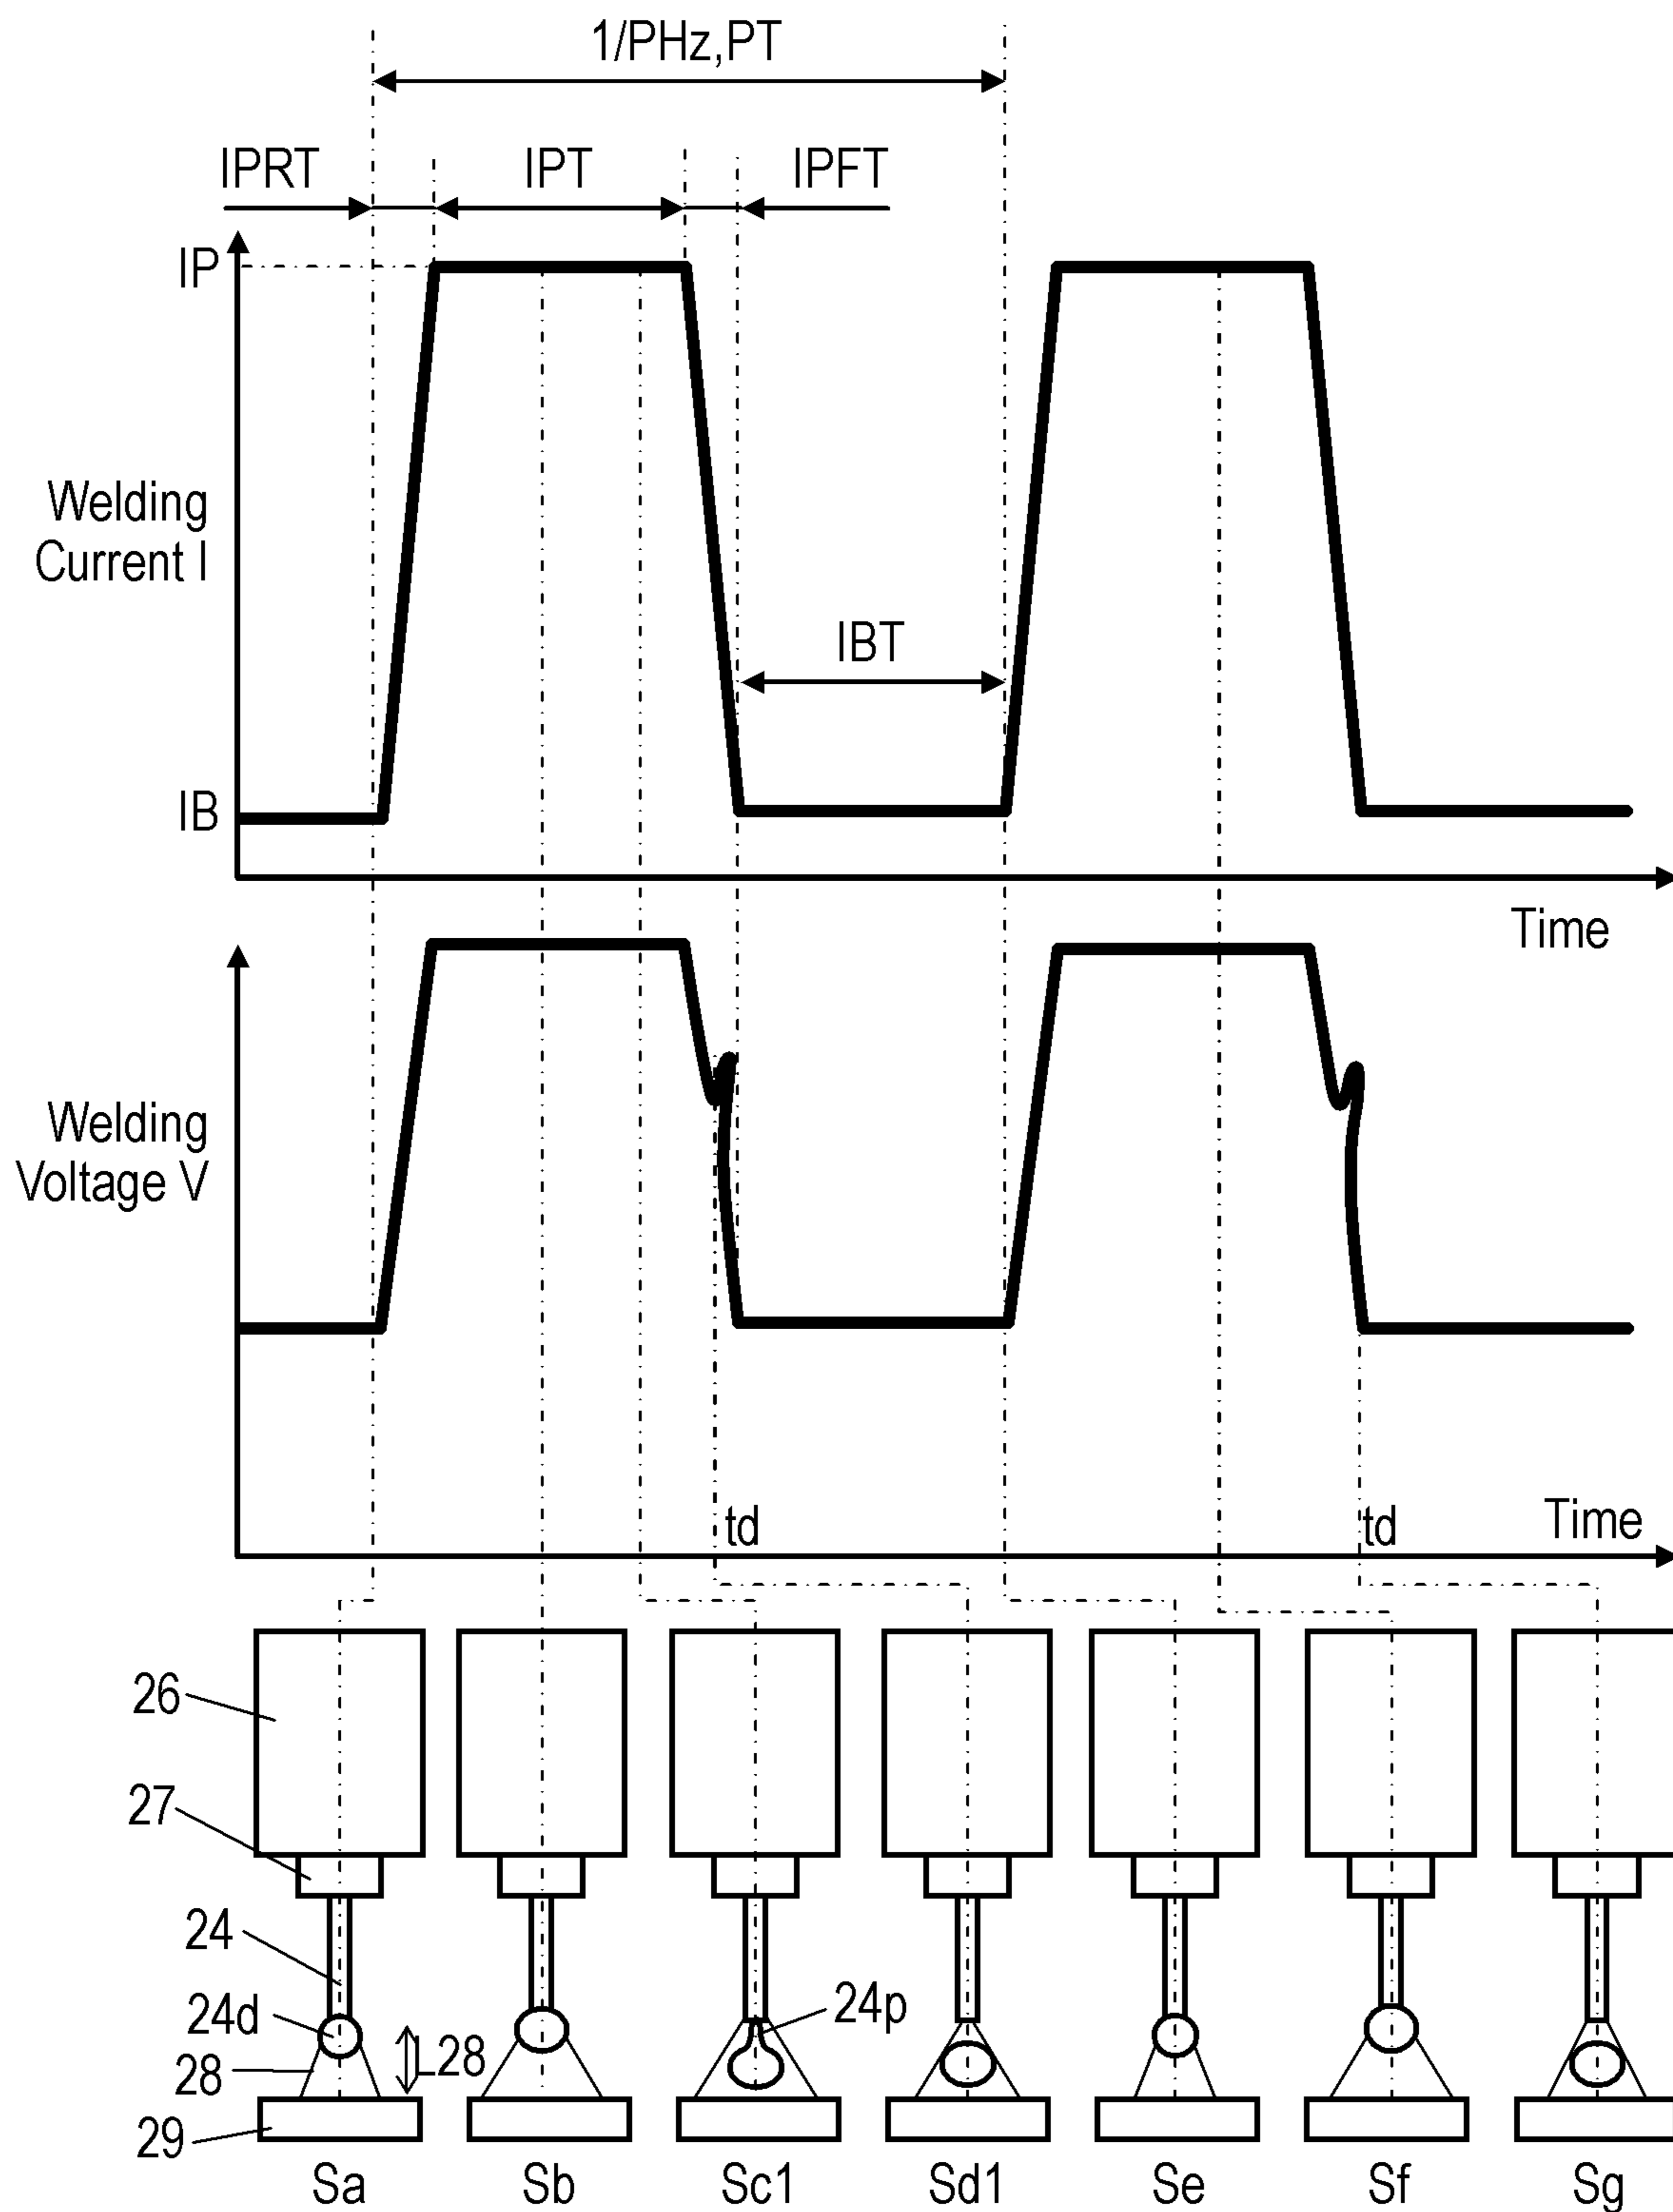 1/PHz,PT
IPRT
IPT
IPFT
IP
Welding
Current I
IBT
IB
Time
Welding
Voltage V
td
td
Time
26
27
24
24d
24p
28
L28
29
Sa
Sb
Sc1
Sd1
Se
Sf
Sg